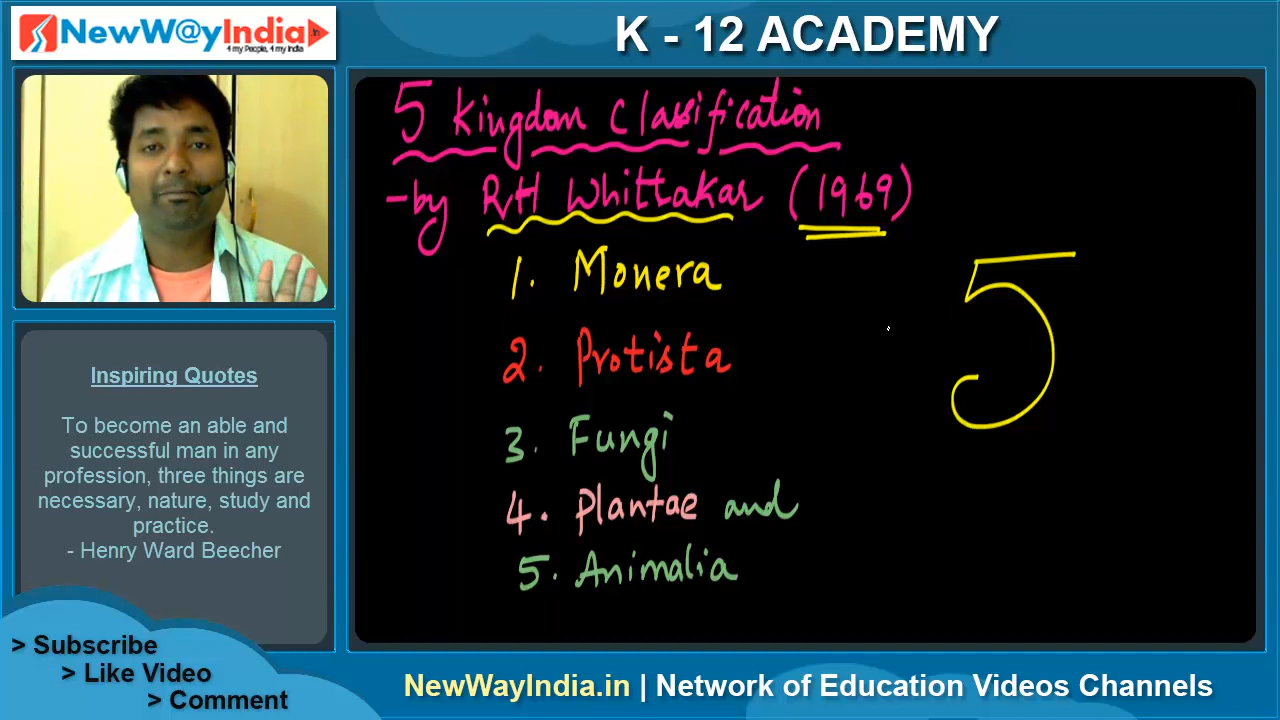 NewW@yIndia.in
4 my People, 4 my India
K - 12 ACADEMY
5 Kingdom Classification
-by RH Whittakar (1969)
1. Monera
5
2. Protista
3. Fungi
4. Plantae and
5. Animalia
Inspiring Quotes
To become an able and
successful man in any
profession, three things are
necessary, nature, study and
practice.
- Henry Ward Beecher
> Subscribe
> Like Video
> Comment
NewWayIndia.in | Network of Education Videos Channels